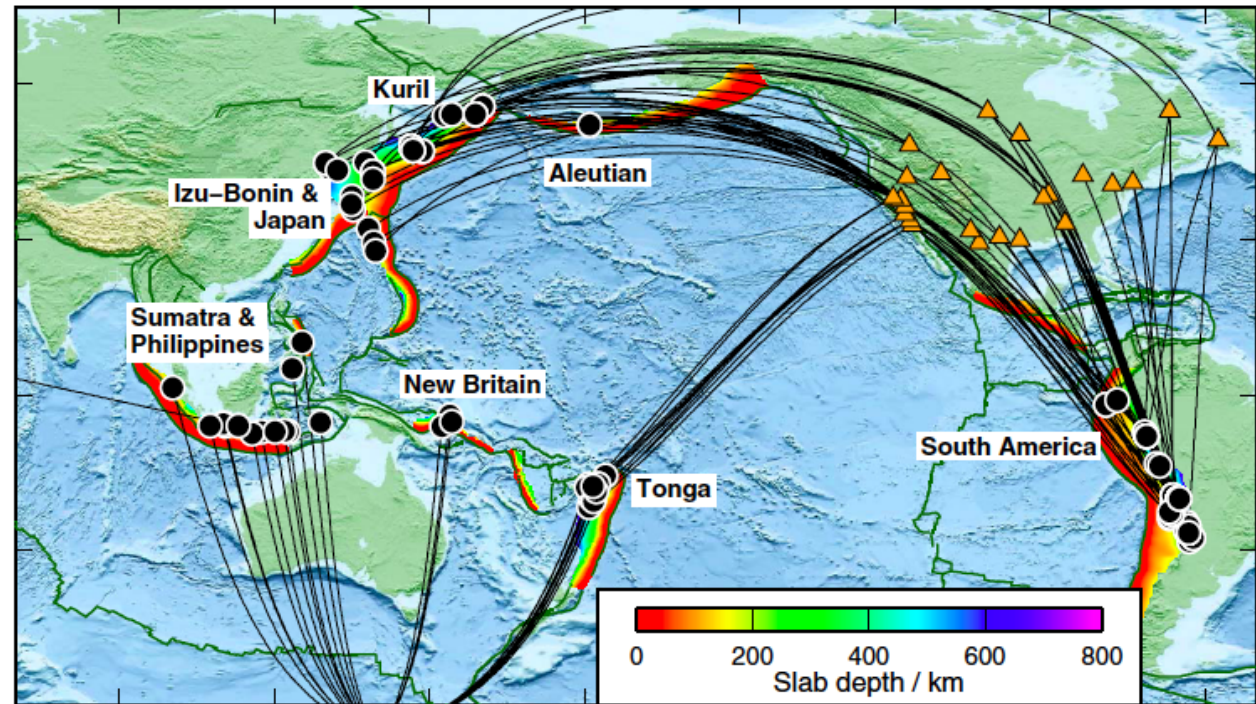 Kuril
Aleutian
Izu–Bonin &
Japan
Sumatra &
Philippines
New Britain
South America
Tonga
0 200 400 600 800
Slab depth / km